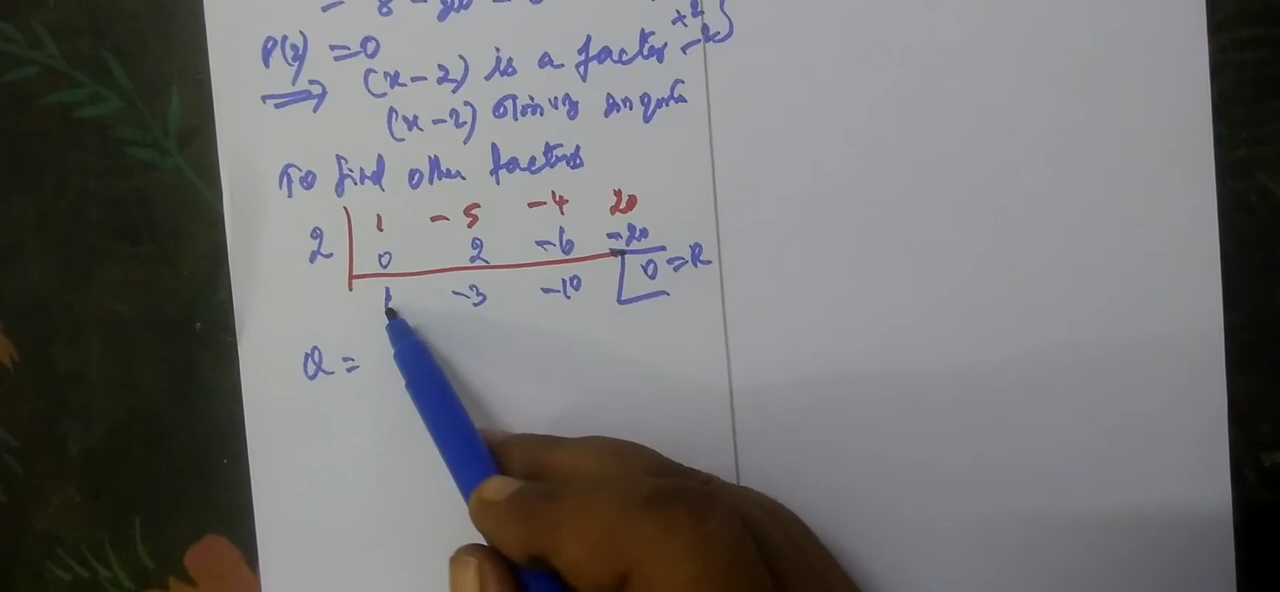 P(2) = 0
⟹ (x-2) is a factor
(x-2)
To find other factors
2 | 1 -5 -4 20
0 2 -6 -20
1 -3 -10 0 = R
Q =